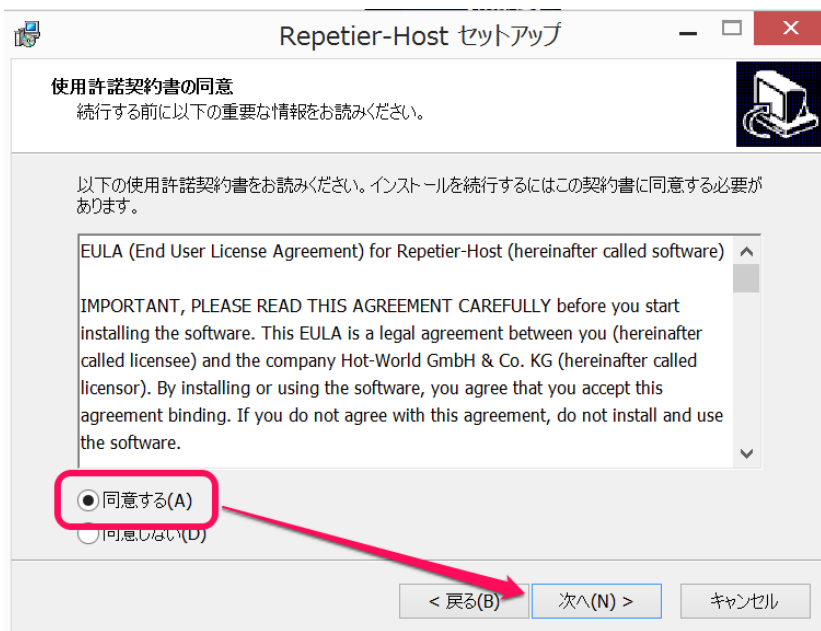 Repetier-Host セットアップ
使用許諾契約書の同意
続行する前に以下の重要な情報をお読みください。
以下の使用許諾契約書をお読みください。インストールを続行するにはこの契約書に同意する必要が
あります。
EULA (End User License Agreement) for Repetier-Host (hereinafter called software)
IMPORTANT, PLEASE READ THIS AGREEMENT CAREFULLY before you start
installing the software. This EULA is a legal agreement between you (hereinafter
called licensee) and the company Hot-World GmbH & Co. KG (hereinafter called
licensor). By installing or using the software, you agree that you accept this
agreement binding. If you do not agree with this agreement, do not install and use
the software.
同意する(A)
同意しない(D)
< 戻る(B)
次へ(N) >
キャンセル